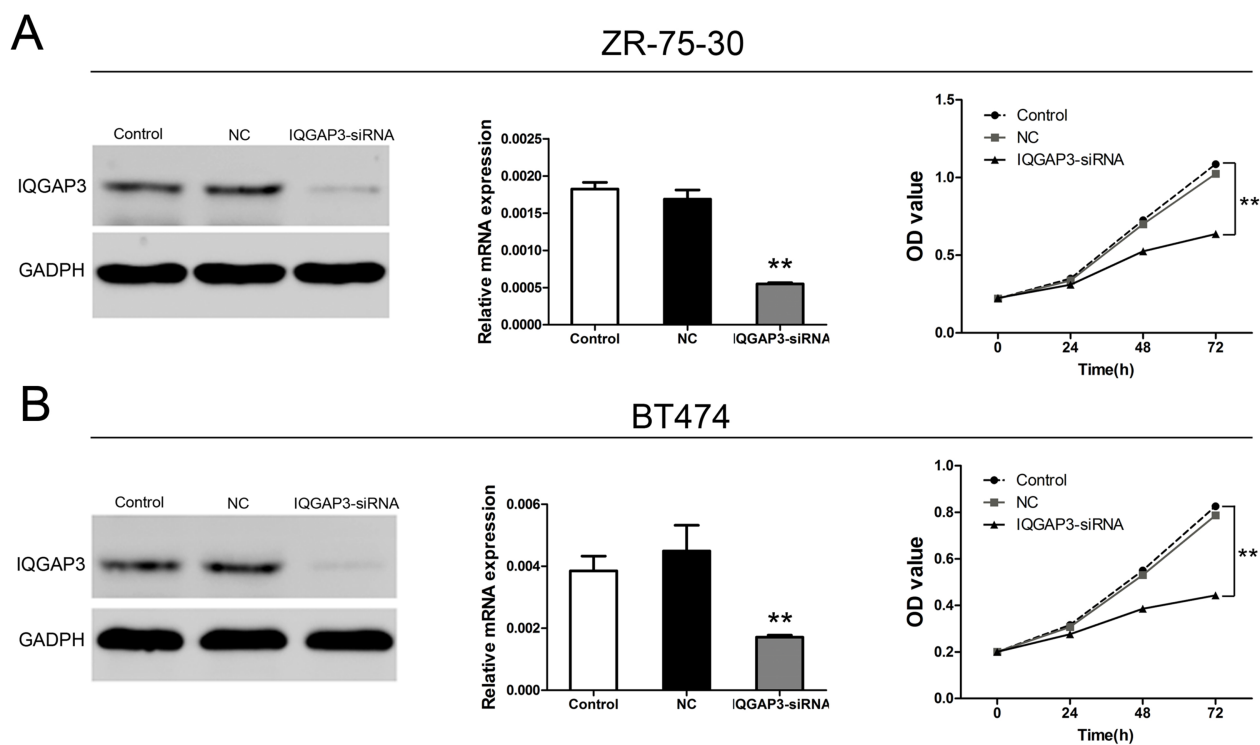 A
ZR-75-30
Control NC IQGAP3-siRNA
IQGAP3
GADPH
Relative mRNA expression
0.0025
0.0020
0.0015
0.0010
0.0005
0.0000
**
Control NC IQGAP3-siRNA
OD value
1.5
1.0
0.5
0.0
Control
NC
IQGAP3-siRNA
**
0 24 48 72
Time(h)
B
BT474
Control NC IQGAP3-siRNA
IQGAP3
GADPH
Relative mRNA expression
0.006
0.004
0.002
0.000
**
Control NC IQGAP3-siRNA
OD value
1.0
0.8
0.6
0.4
0.2
0.0
Control
NC
IQGAP3-siRNA
**
0 24 48 72
Time(h)